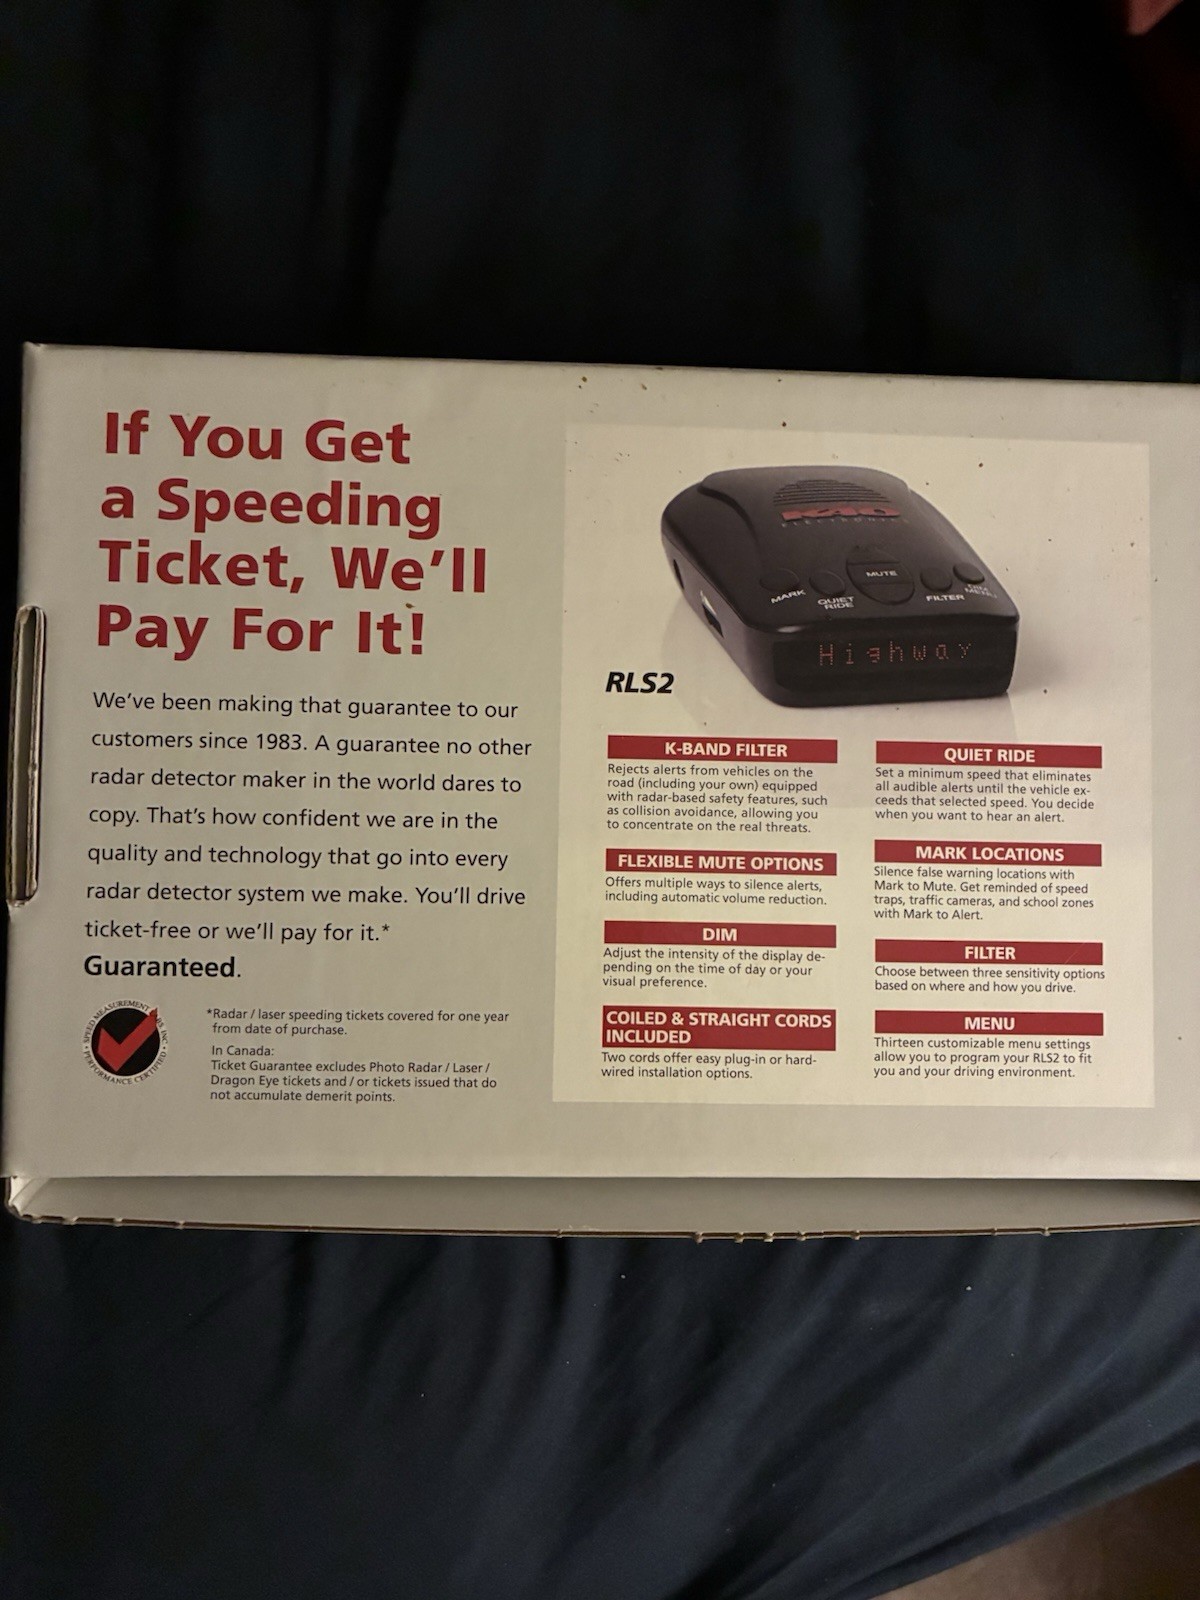 If You Get
a Speeding
Ticket, We'll
Pay For It!
We've been making that guarantee to our
customers since 1983. A guarantee no other
radar detector maker in the world dares to
copy. That's how confident we are in the
quality and technology that go into every
radar detector system we make. You'll drive
ticket-free or we'll pay for it.*
Guaranteed.
SPEED MEASUREMENT LABS, INC
PERFORMANCE CERTIFIED
*Radar / laser speeding tickets covered for one year
from date of purchase.
In Canada:
Ticket Guarantee excludes Photo Radar / Laser /
Dragon Eye tickets and / or tickets issued that do
not accumulate demerit points.
K40
ELECTRONICS
MARK
QUIET
RIDE
MUTE
FILTER
DIM
MENU
Highway
RLS2
K-BAND FILTER
Rejects alerts from vehicles on the
road (including your own) equipped
with radar-based safety features, such
as collision avoidance, allowing you
to concentrate on the real threats.
FLEXIBLE MUTE OPTIONS
Offers multiple ways to silence alerts,
including automatic volume reduction.
DIM
Adjust the intensity of the display de-
pending on the time of day or your
visual preference.
COILED & STRAIGHT CORDS
INCLUDED
Two cords offer easy plug-in or hard-
wired installation options.
QUIET RIDE
Set a minimum speed that eliminates
all audible alerts until the vehicle ex-
ceeds that selected speed. You decide
when you want to hear an alert.
MARK LOCATIONS
Silence false warning locations with
Mark to Mute. Get reminded of speed
traps, traffic cameras, and school zones
with Mark to Alert.
FILTER
Choose between three sensitivity options
based on where and how you drive.
MENU
Thirteen customizable menu settings
allow you to program your RLS2 to fit
you and your driving environment.